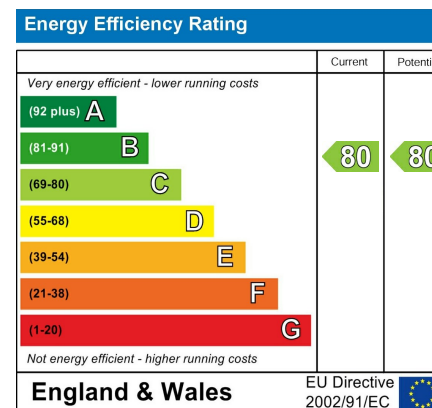 Energy Efficiency Rating
Current Potenti
Very energy efficient - lower running costs
(92 plus) A
(81-91) B
80 80
(69-80) C
(55-68) D
(39-54) E
(21-38) F
(1-20) G
Not energy efficient - higher running costs
England & Wales
EU Directive
2002/91/EC